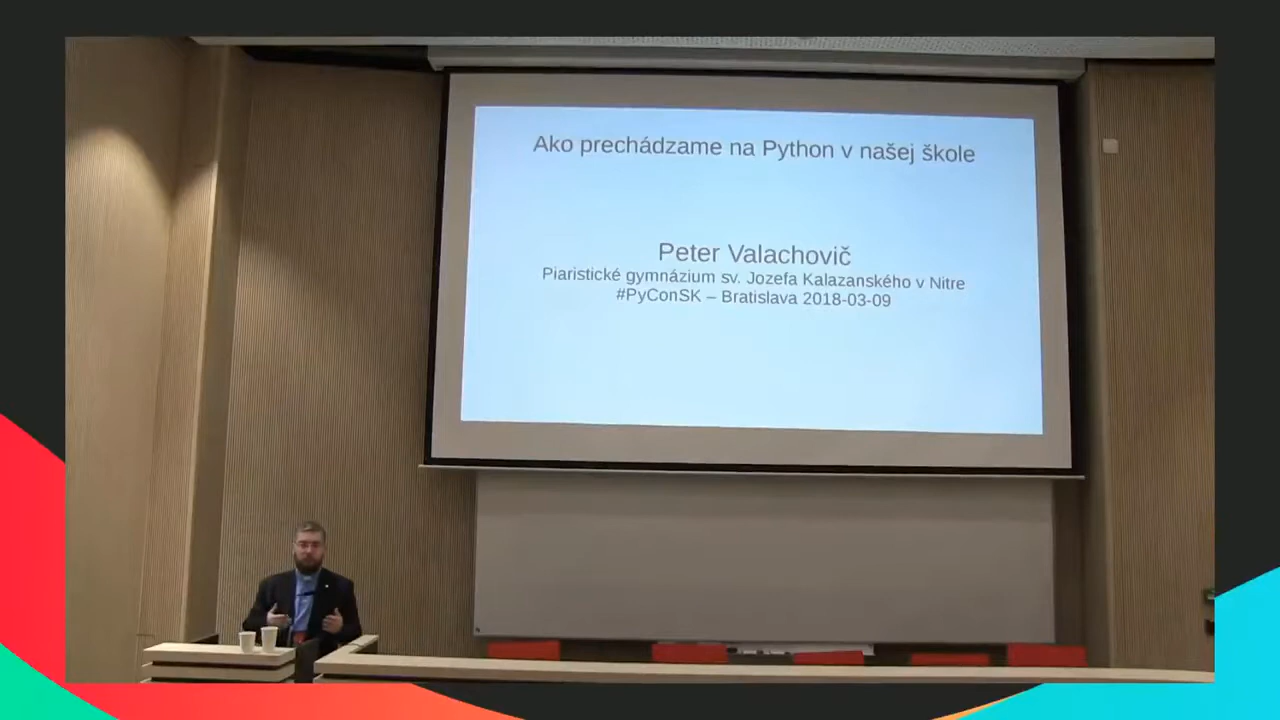 Ako prechádzame na Python v našej škole
Peter Valachovič
Piaristické gymnázium sv. Jozefa Kalazanského v Nitre
#PyConSK – Bratislava 2018-03-09